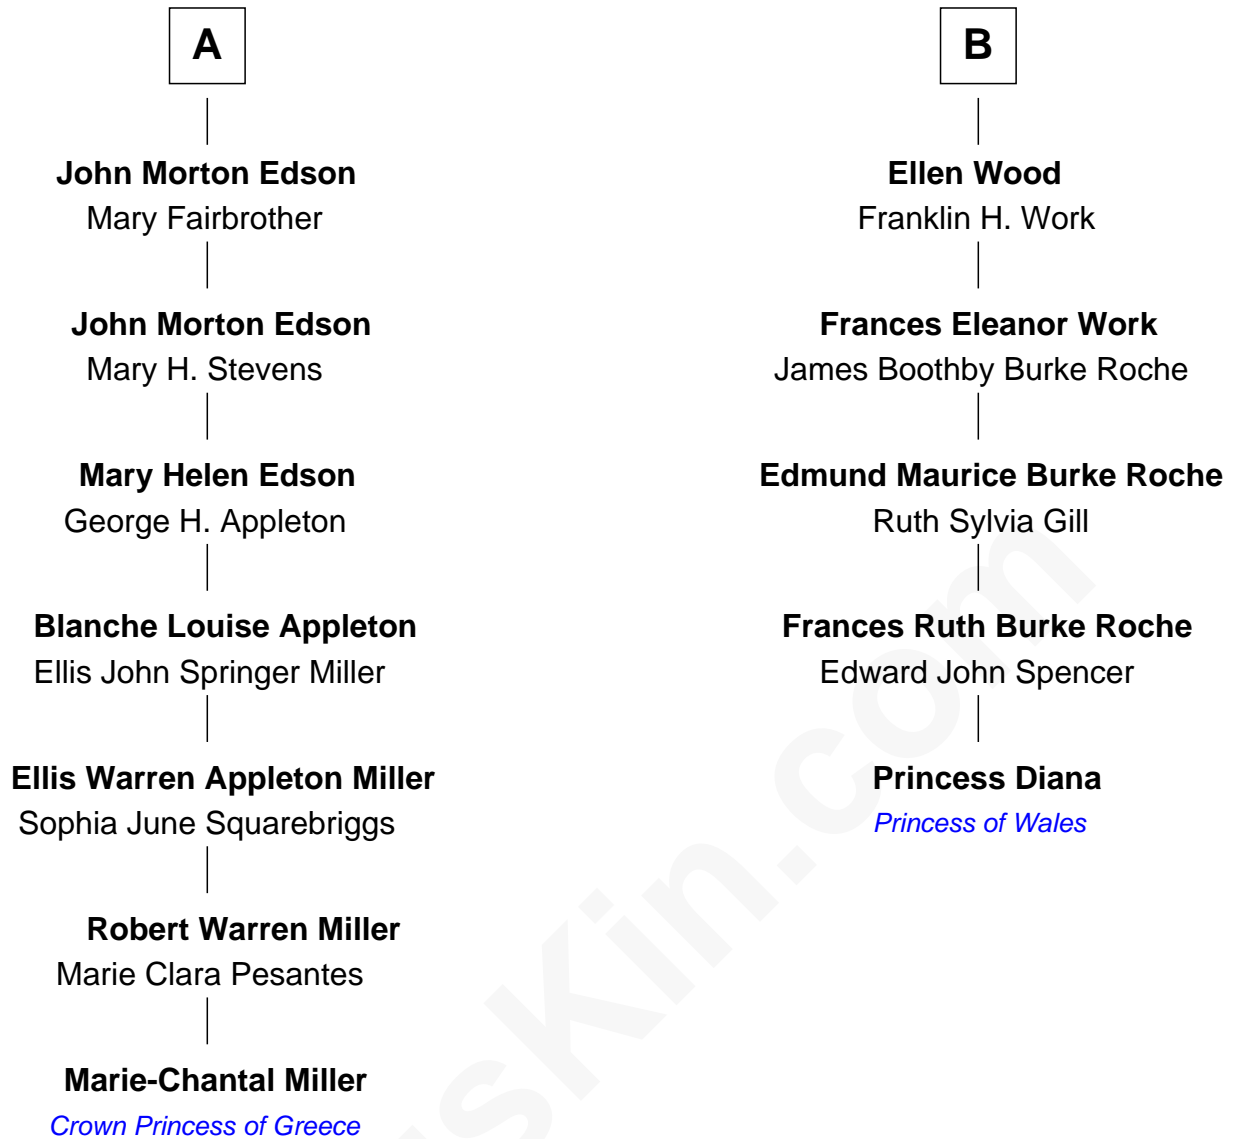 A
John Morton Edson
Mary Fairbrother
John Morton Edson
Mary H. Stevens
Mary Helen Edson
George H. Appleton
Blanche Louise Appleton
Ellis John Springer Miller
Ellis Warren Appleton Miller
Sophia June Squarebriggs
Robert Warren Miller
Marie Clara Pesantes
Marie-Chantal Miller
Crown Princess of Greece
B
Ellen Wood
Franklin H. Work
Frances Eleanor Work
James Boothby Burke Roche
Edmund Maurice Burke Roche
Ruth Sylvia Gill
Frances Ruth Burke Roche
Edward John Spencer
Princess Diana
Princess of Wales
sKin.com